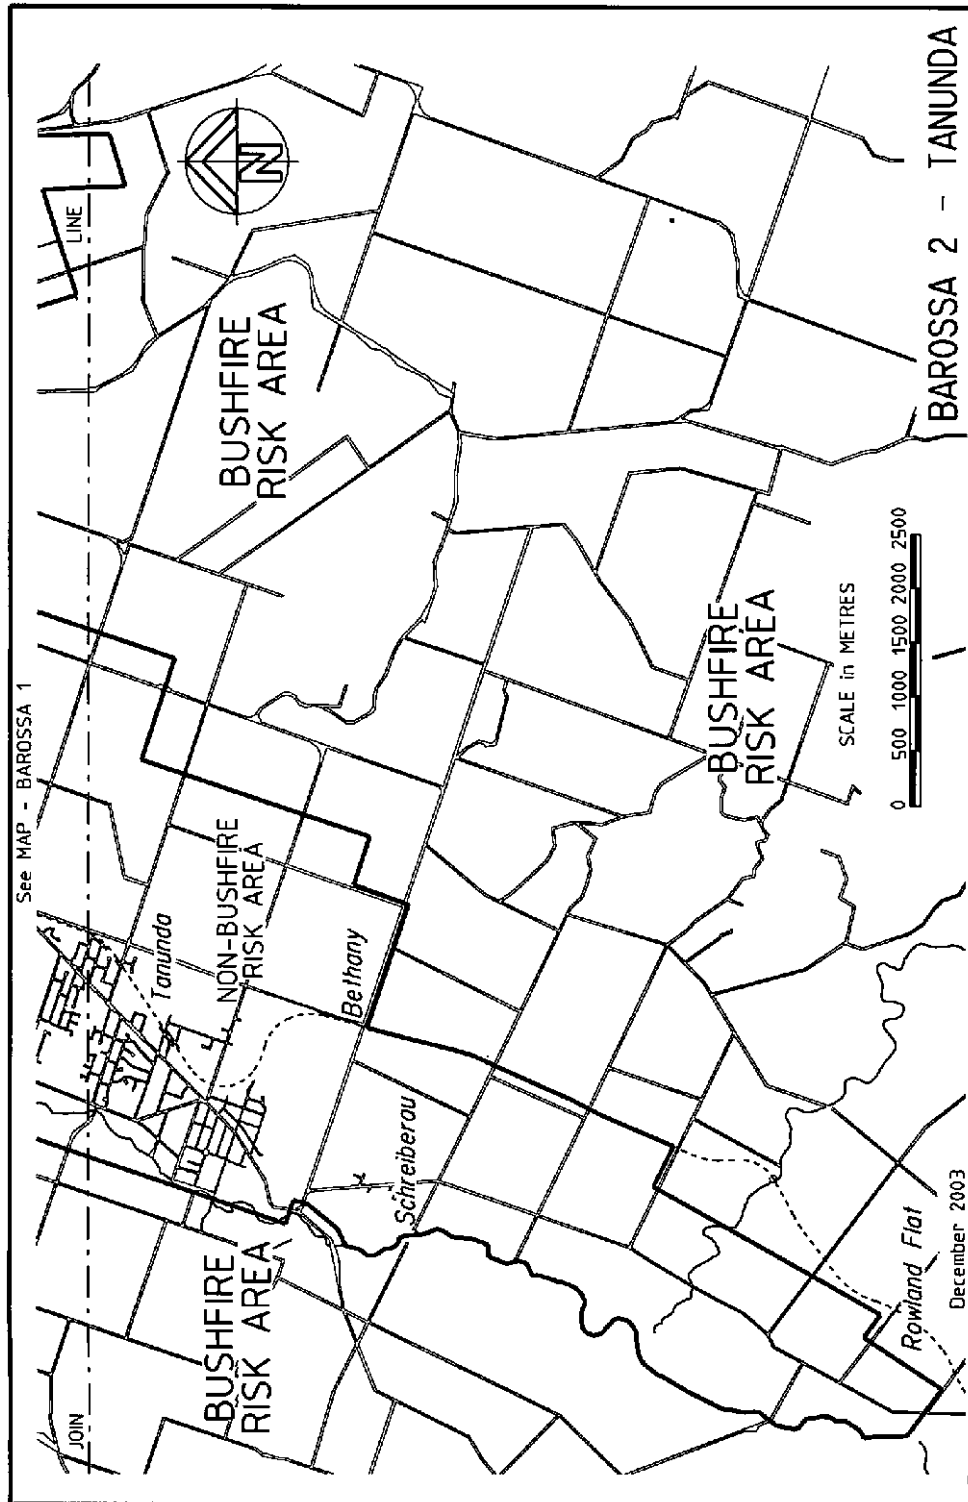 See MAP - BAROSSA 1
JOIN
LINE
N
Tanunda
NON-BUSHFIRE
RISK AREA
Bethany
BUSHFIRE
RISK AREA
BUSHFIRE
RISK AREA
Schreiberau
BUSHFIRE
RISK AREA
Rowland Flat
SCALE in METRES
0 500 1000 1500 2000 2500
December 2003
BAROSSA 2 - TANUNDA